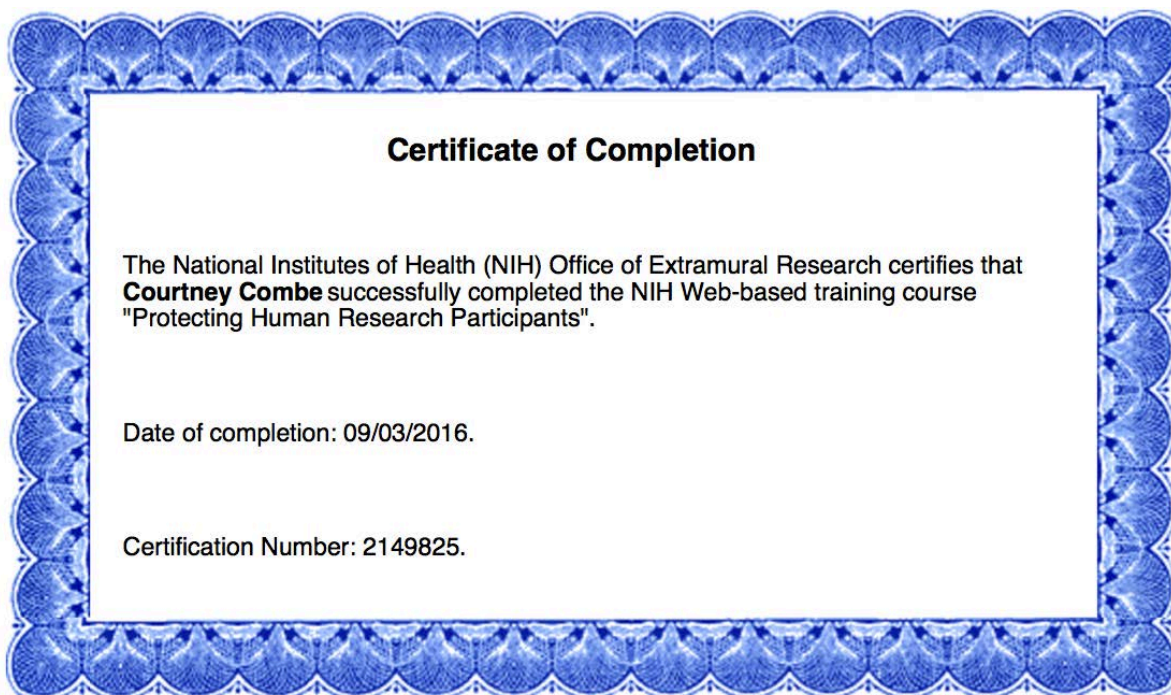 Certificate of Completion
The National Institutes of Health (NIH) Office of Extramural Research certifies that
Courtney Combe successfully completed the NIH Web-based training course
"Protecting Human Research Participants".
Date of completion: 09/03/2016.
Certification Number: 2149825.